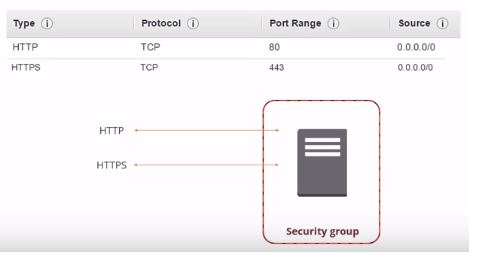 Type Protocol Port Range Source
HTTP TCP 80 0.0.0.0/0
HTTPS TCP 443 0.0.0.0/0
HTTP
HTTPS
Security group